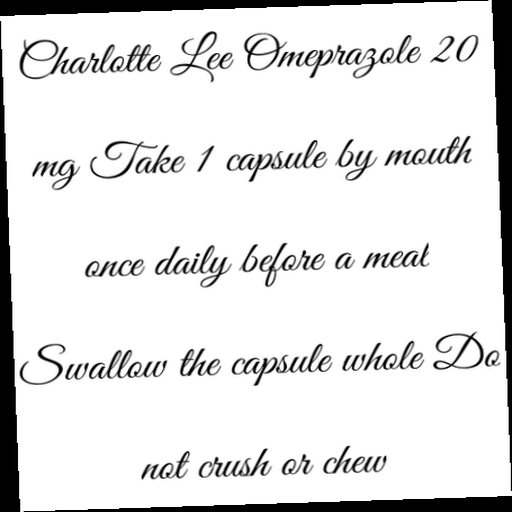 Charlotte Lee Omeprazole 20
mg Take 1 capsule by mouth
once daily before a meal
Swallow the capsule whole Do
not crush or chew